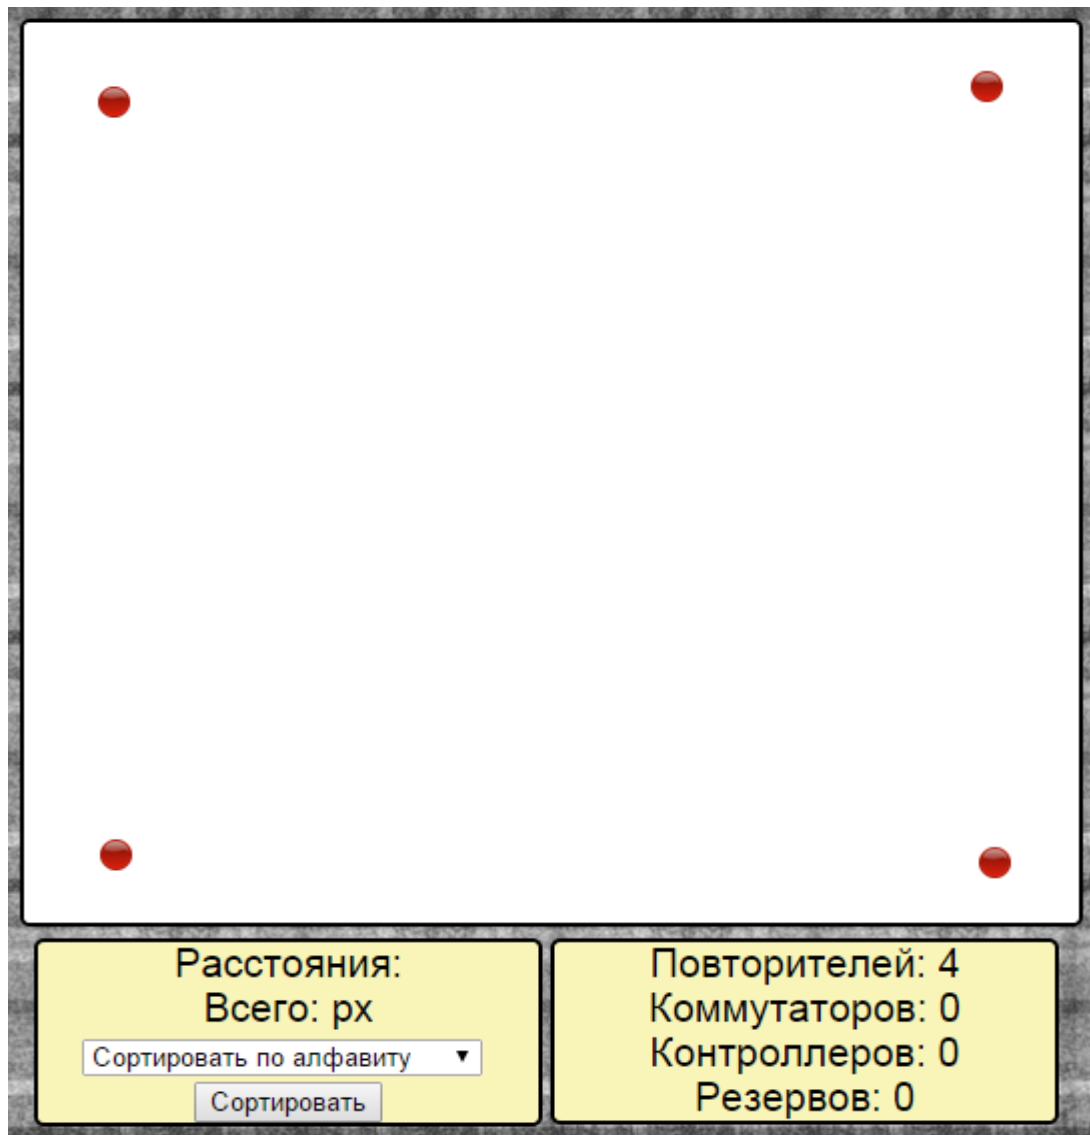 Расстояния:
Всего: px
Сортировать по алфавиту
Сортировать
Повторителей: 4
Коммутаторов: 0
Контроллеров: 0
Резервов: 0